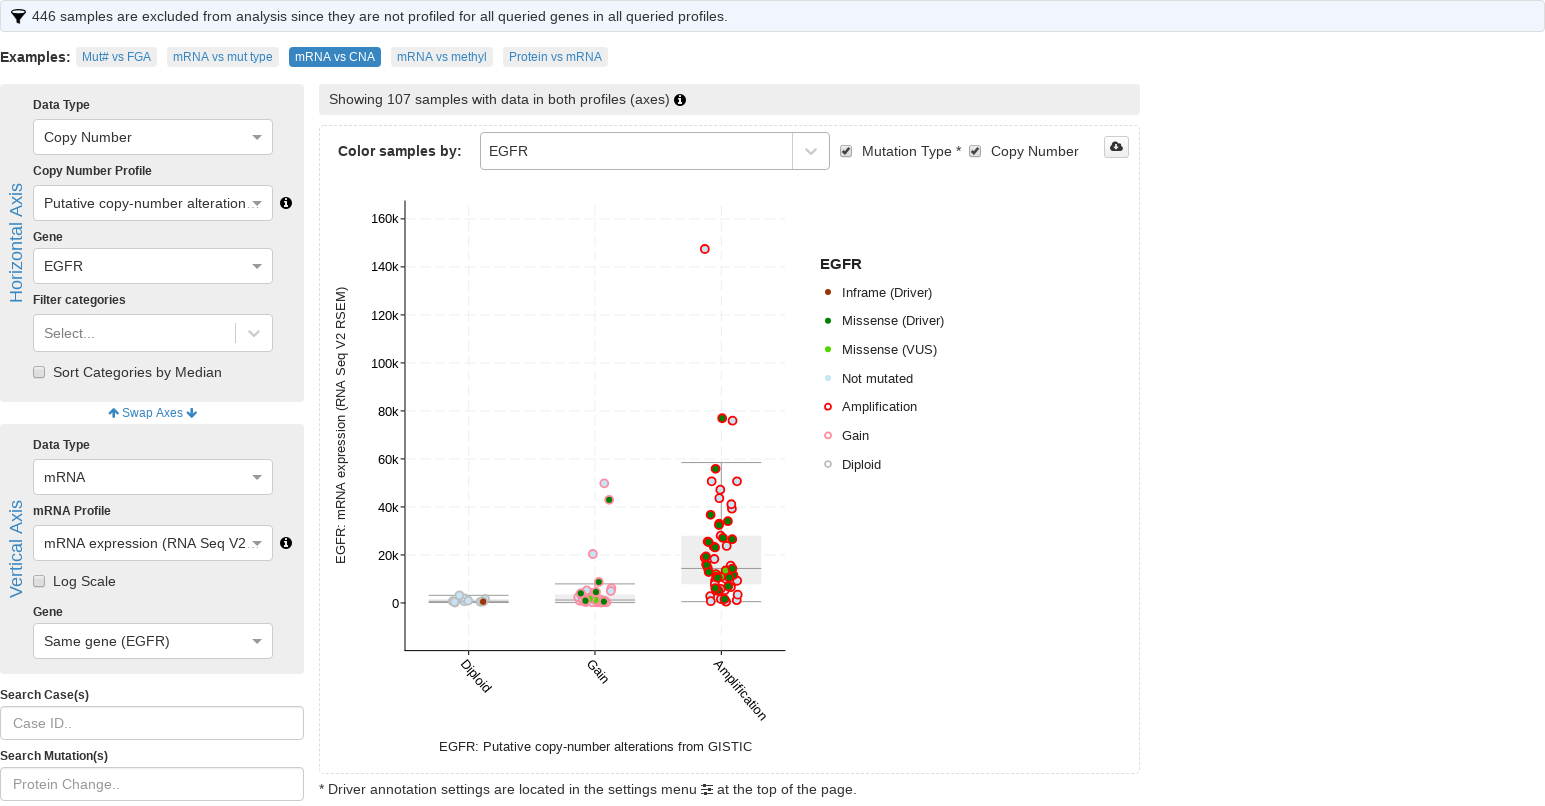 446 samples are excluded from analysis since they are not profiled for all queried genes in all queried profiles.
Examples: Mut# vs FGA mRNA vs mut type mRNA vs CNA mRNA vs methyl Protein vs mRNA
Horizontal Axis
Data Type
Copy Number
Copy Number Profile
Putative copy-number alteration...
Gene
EGFR
Filter categories
Select...
Sort Categories by Median
Swap Axes
Vertical Axis
Data Type
mRNA
mRNA Profile
mRNA expression (RNA Seq V2...
Log Scale
Gene
Same gene (EGFR)
Search Case(s)
Case ID..
Search Mutation(s)
Protein Change..
Showing 107 samples with data in both profiles (axes)
Color samples by: EGFR Mutation Type * Copy Number
EGFR: mRNA expression (RNA Seq V2 RSEM)
160k
140k
120k
100k
80k
60k
40k
20k
0
Diploid
Gain
Amplification
EGFR: Putative copy-number alterations from GISTIC
EGFR
Inframe (Driver)
Missense (Driver)
Missense (VUS)
Not mutated
Amplification
Gain
Diploid
* Driver annotation settings are located in the settings menu at the top of the page.